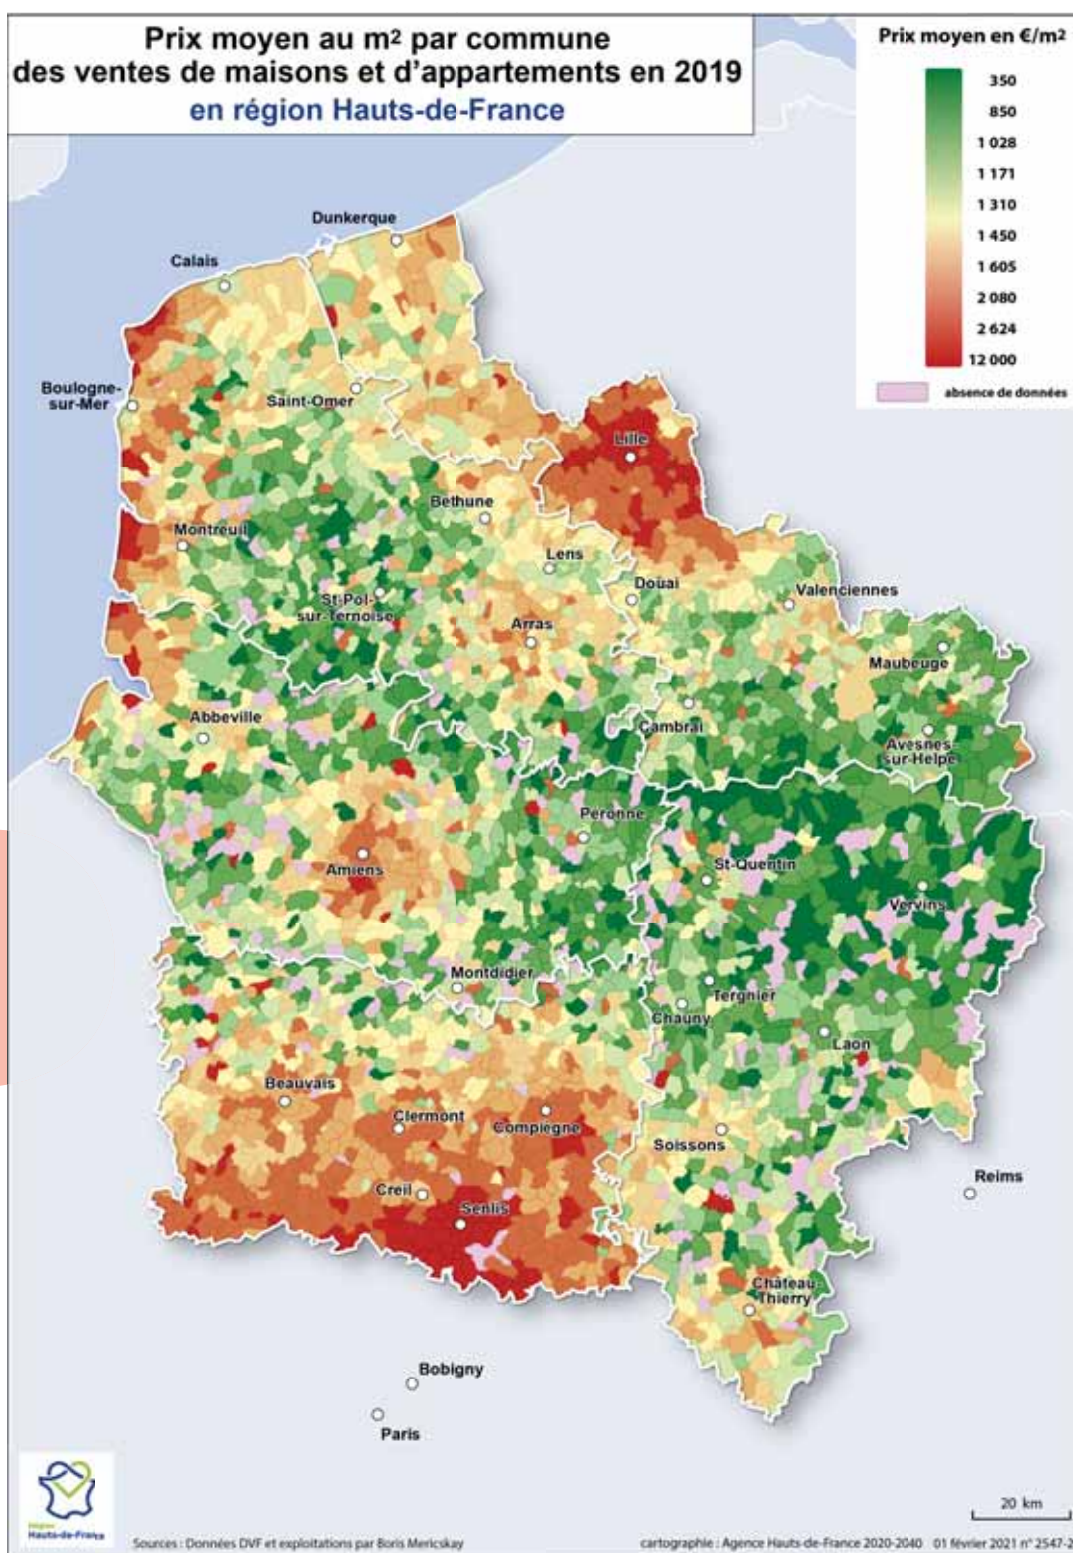 Prix moyen au m² par commune
des ventes de maisons et d'appartements en 2019
en région Hauts-de-France
Prix moyen en €/m²
350
850
1 028
1 171
1 310
1 450
1 605
2 080
2 624
12 000
absence de données
Dunkerque
Calais
Boulogne-
sur-Mer
Saint-Omer
Lille
Bethune
Montreuil
Lens
Douai
Valenciennes
St-Pol-
sur-Ternoise
Arras
Maubeuge
Abbeville
Cambrai
Avesnes-
sur-Helpe
Peronne
Amiens
St-Quentin
Vervins
Montdidier
Tergnier
Chauny
Laon
Beauvais
Clermont
Compiègne
Soissons
Creil
Senlis
Reims
Château-
Thierry
Bobigny
Paris
20 km
Région
Hauts-de-France
Sources : Données DVF et exploitations par Boris Mericskay
cartographie : Agence Hauts-de-France 2020-2040 01 février 2021 n° 2547-2